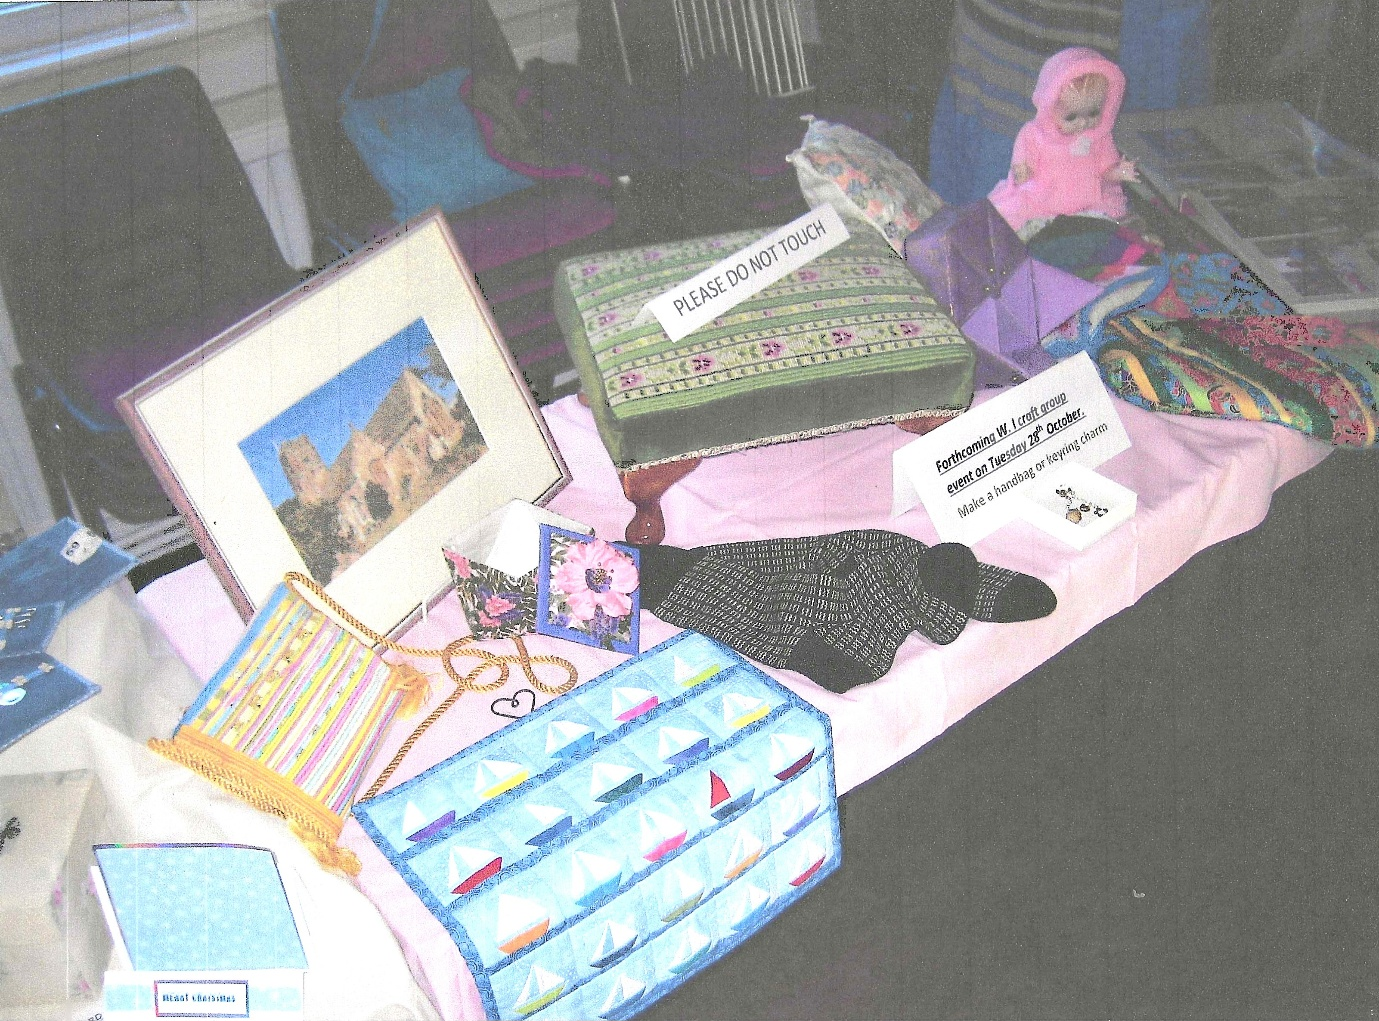 PLEASE DO NOT TOUCH
Forthcoming W. I craft group
event on Tuesday 28th October.
Make a handbag or keyring charm